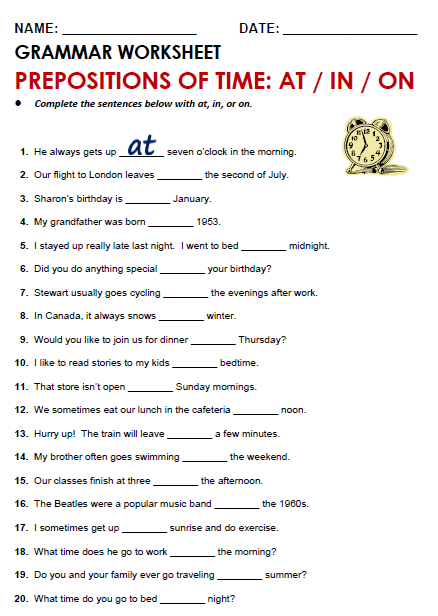 NAME: ____________________ DATE: ____________________
GRAMMAR WORKSHEET
PREPOSITIONS OF TIME: AT / IN / ON
● Complete the sentences below with at, in, or on.
1. He always gets up at seven o'clock in the morning.
2. Our flight to London leaves ________ the second of July.
3. Sharon's birthday is ________ January.
4. My grandfather was born ________ 1953.
5. I stayed up really late last night. I went to bed ________ midnight.
6. Did you do anything special ________ your birthday?
7. Stewart usually goes cycling ________ the evenings after work.
8. In Canada, it always snows ________ winter.
9. Would you like to join us for dinner ________ Thursday?
10. I like to read stories to my kids ________ bedtime.
11. That store isn't open ________ Sunday mornings.
12. We sometimes eat our lunch in the cafeteria ________ noon.
13. Hurry up! The train will leave ________ a few minutes.
14. My brother often goes swimming ________ the weekend.
15. Our classes finish at three ________ the afternoon.
16. The Beatles were a popular music band ________ the 1960s.
17. I sometimes get up ________ sunrise and do exercise.
18. What time does he go to work ________ the morning?
19. Do you and your family ever go traveling ________ summer?
20. What time do you go to bed ________ night?